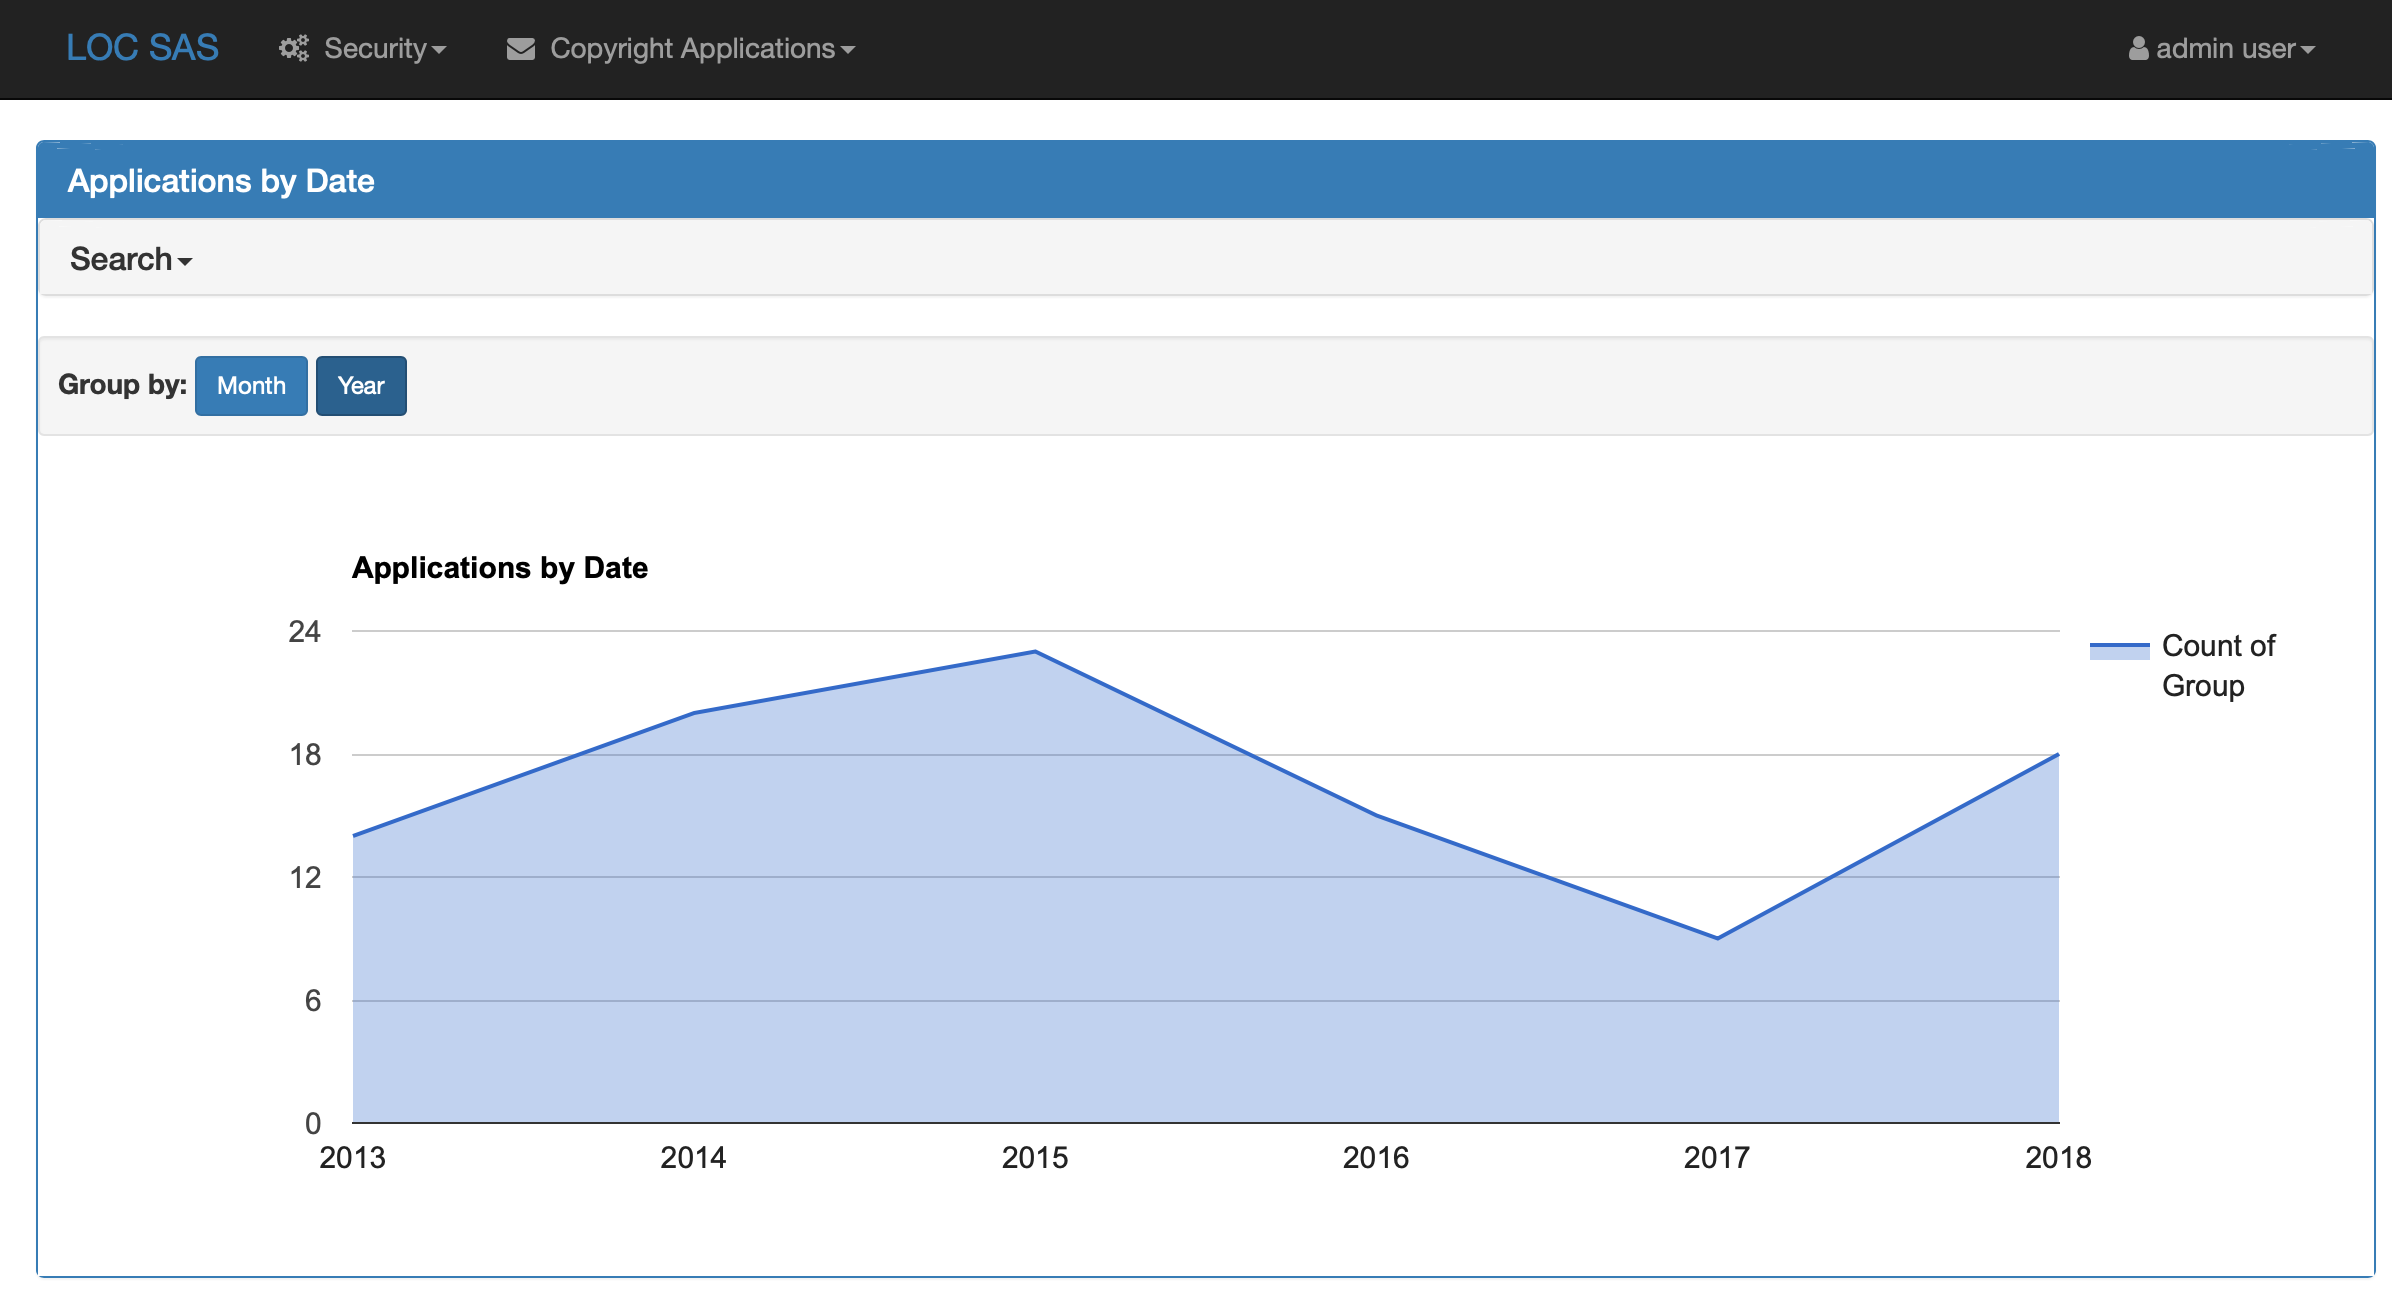 LOC SAS Security Copyright Applications admin user
Applications by Date
Search
Group by: Month Year
Applications by Date
24
18
12
6
0
2013 2014 2015 2016 2017 2018
Count of
Group